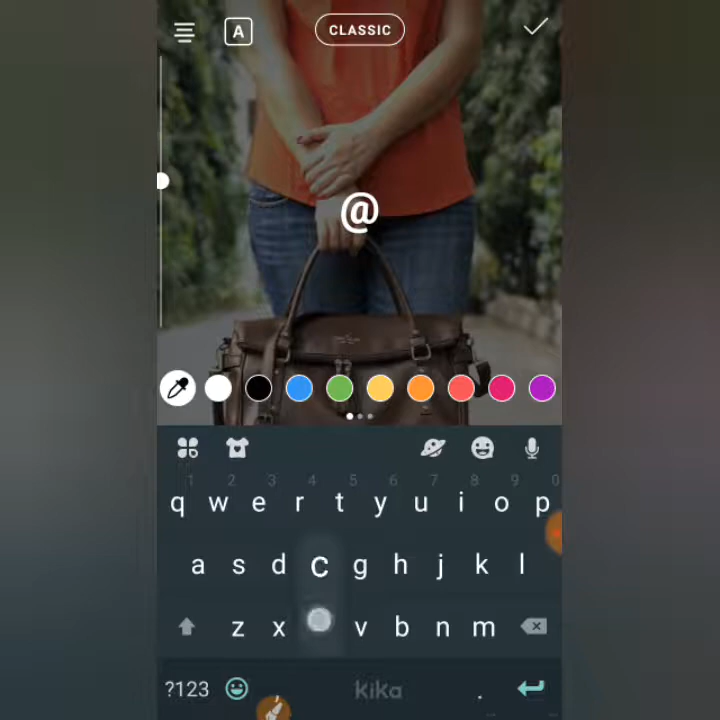 A CLASSIC
@
1 2 3 4 5 6 7 8 9 0
q w e r t y u i o p
a s d c g h j k l
z x v b n m
?123 kika .